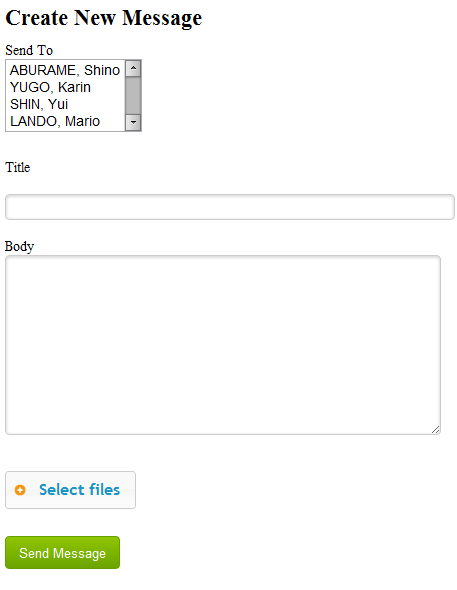 Create New Message
Send To
ABURAME, Shino
YUGO, Karin
SHIN, Yui
LANDO, Mario
Title
Body
Select files
Send Message